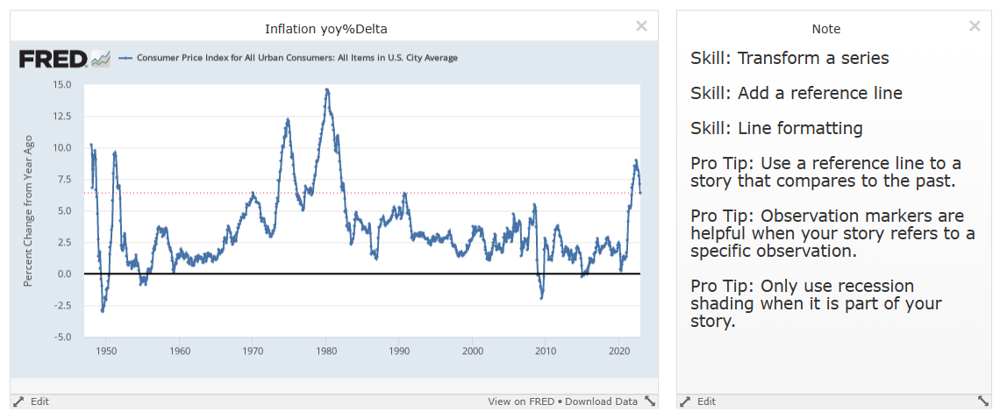 Inflation yoy%Delta
FRED
Consumer Price Index for All Urban Consumers: All Items in U.S. City Average
Percent Change from Year Ago
15.0
12.5
10.0
7.5
5.0
2.5
0.0
-2.5
-5.0
1950 1960 1970 1980 1990 2000 2010 2020
Edit
View on FRED • Download Data
Note
Skill: Transform a series
Skill: Add a reference line
Skill: Line formatting
Pro Tip: Use a reference line to a
story that compares to the past.
Pro Tip: Observation markers are
helpful when your story refers to a
specific observation.
Pro Tip: Only use recession
shading when it is part of your
story.
Edit